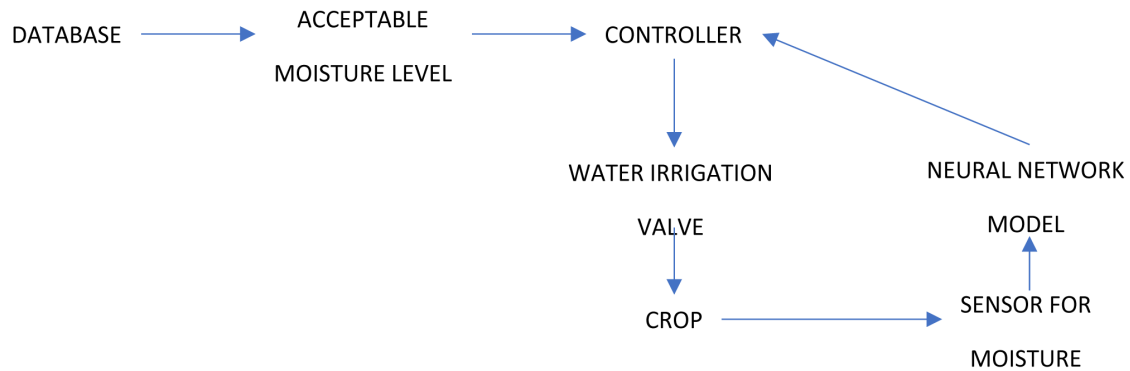 DATABASE
ACCEPTABLE
MOISTURE LEVEL
CONTROLLER
WATER IRRIGATION
VALVE
NEURAL NETWORK
MODEL
CROP
SENSOR FOR
MOISTURE